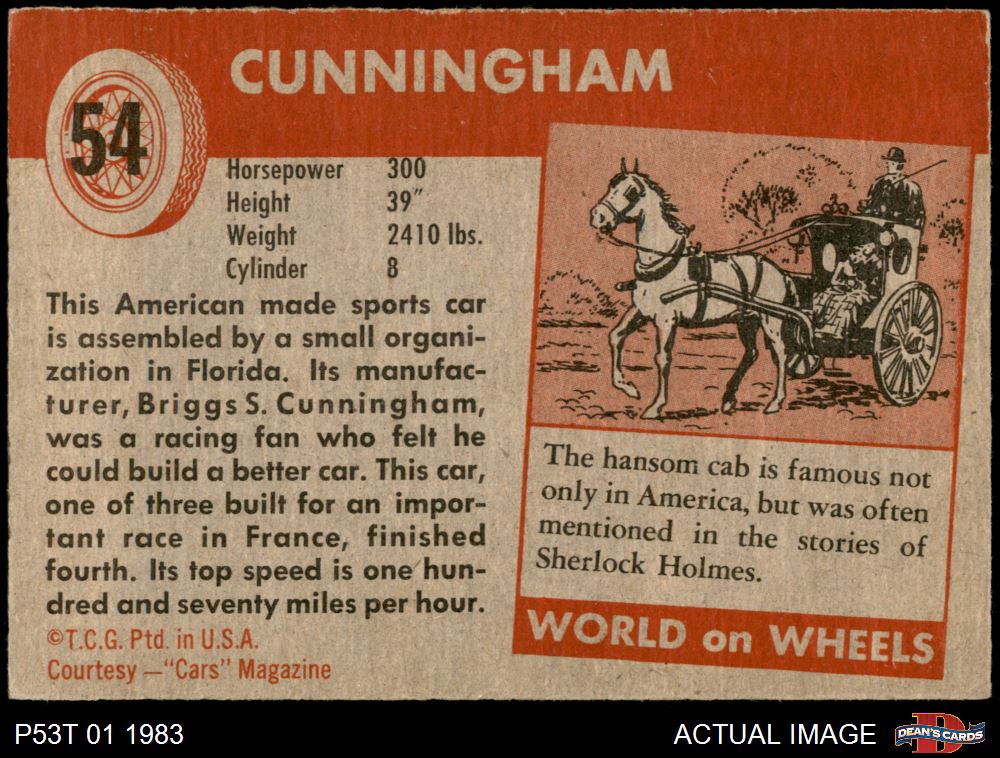 CUNNINGHAM
54
Horsepower 300
Height 39"
Weight 2410 lbs.
Cylinder 8
This American made sports car
is assembled by a small organi-
zation in Florida. Its manufac-
turer, Briggs S. Cunningham,
was a racing fan who felt he
could build a better car. This car,
one of three built for an impor-
tant race in France, finished
fourth. Its top speed is one hun-
dred and seventy miles per hour.
©T.C.G. Ptd. in U.S.A.
Courtesy —"Cars" Magazine
The hansom cab is famous not
only in America, but was often
mentioned in the stories of
Sherlock Holmes.
WORLD on WHEELS
P53T 01 1983
ACTUAL IMAGE
D
DEAN'S CARDS